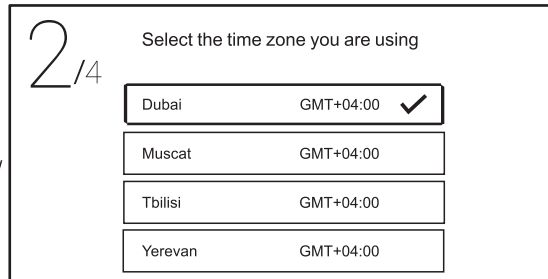 2/4
Select the time zone you are using
Dubai GMT+04:00
Muscat GMT+04:00
Tbilisi GMT+04:00
Yerevan GMT+04:00